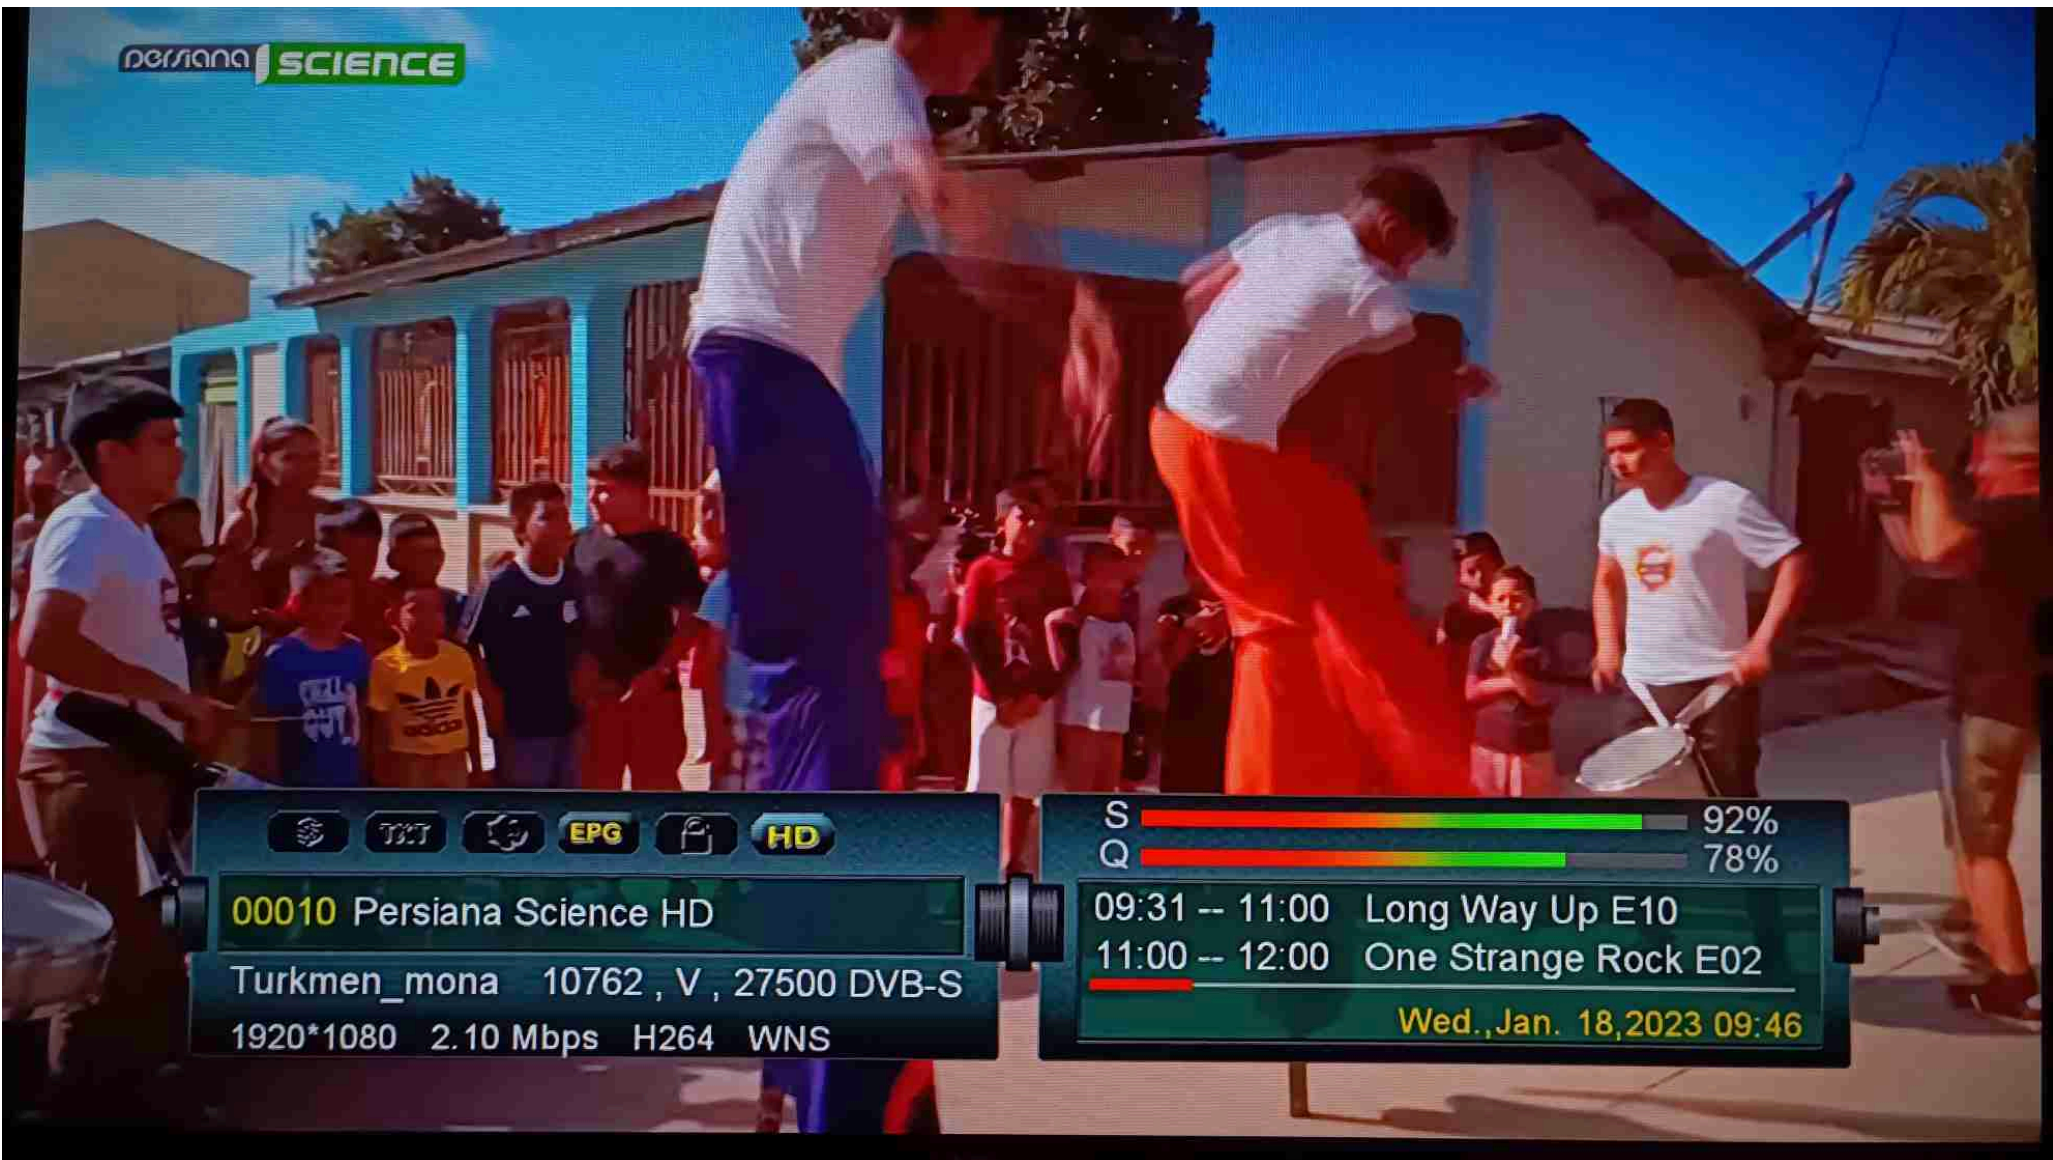 persiana SCIENCE
adidas
TXT EPG HD
S 92%
Q 78%
00010 Persiana Science HD
Turkmen_mona 10762 , V , 27500 DVB-S
1920*1080 2.10 Mbps H264 WNS
09:31 -- 11:00 Long Way Up E10
11:00 -- 12:00 One Strange Rock E02
Wed.,Jan. 18,2023 09:46